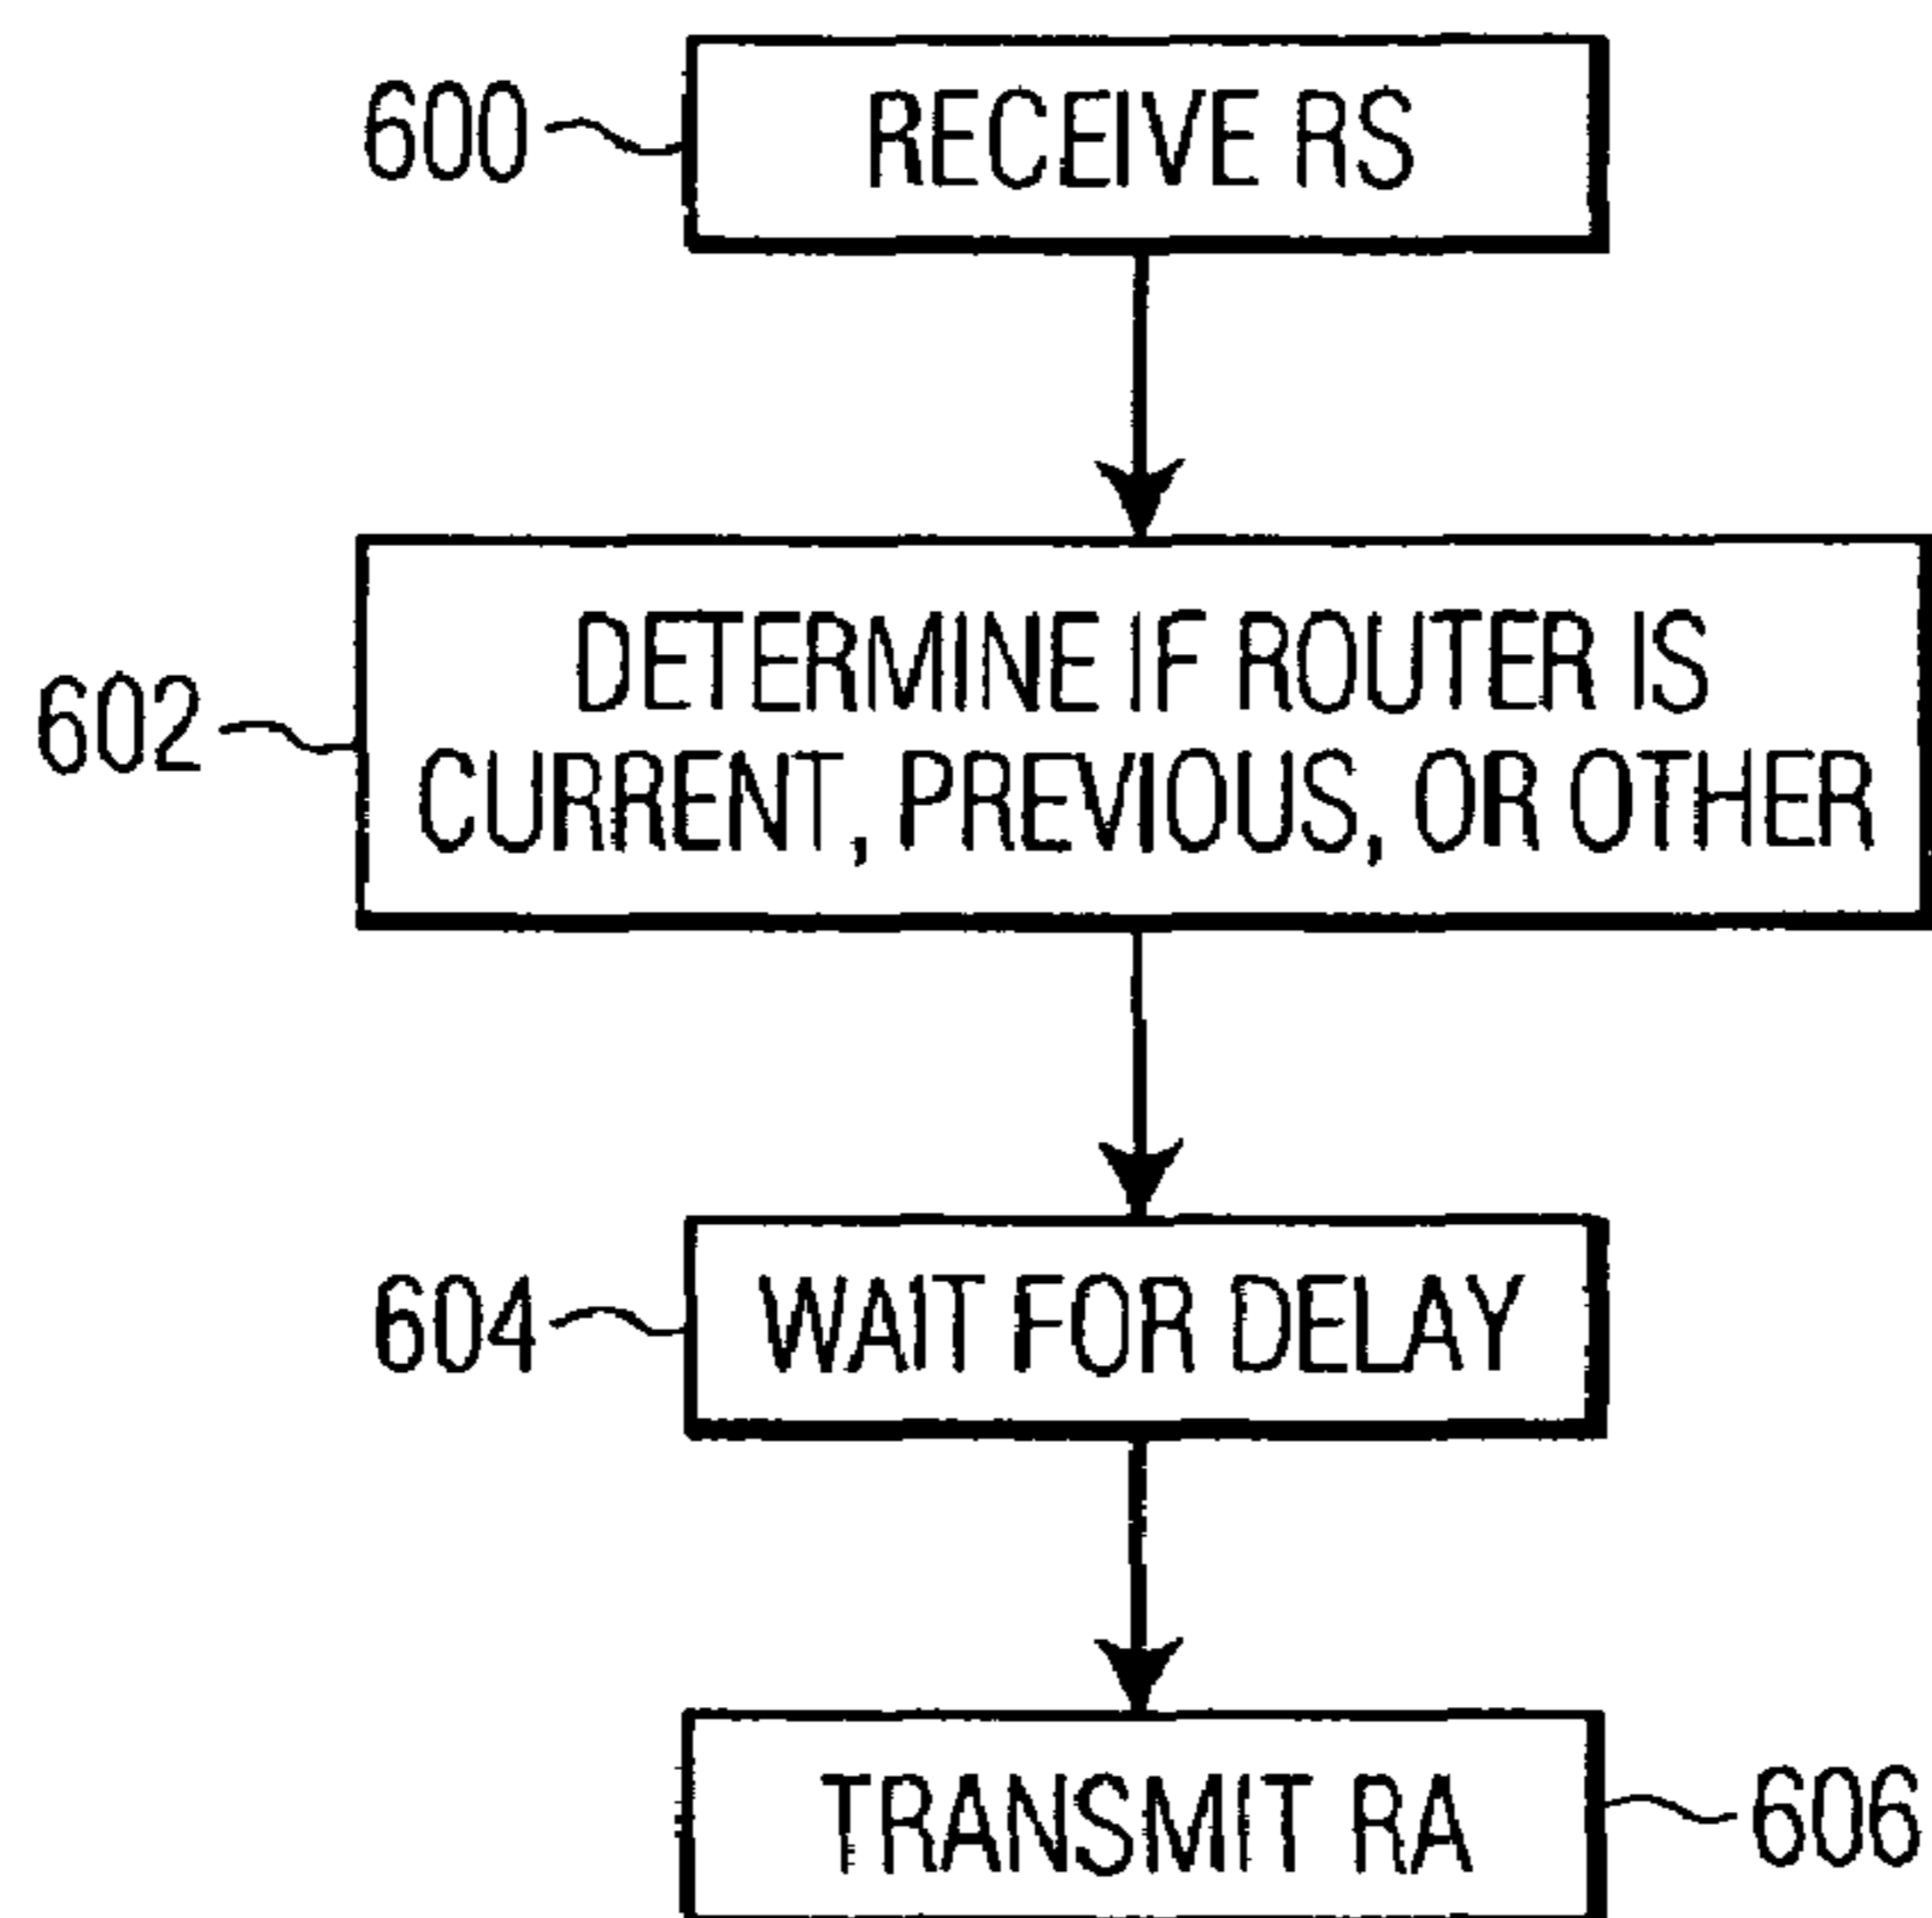 600
RECEIVE RS
602
DETERMINE IF ROUTER IS
CURRENT, PREVIOUS, OR OTHER
604
WAIT FOR DELAY
TRANSMIT RA
606